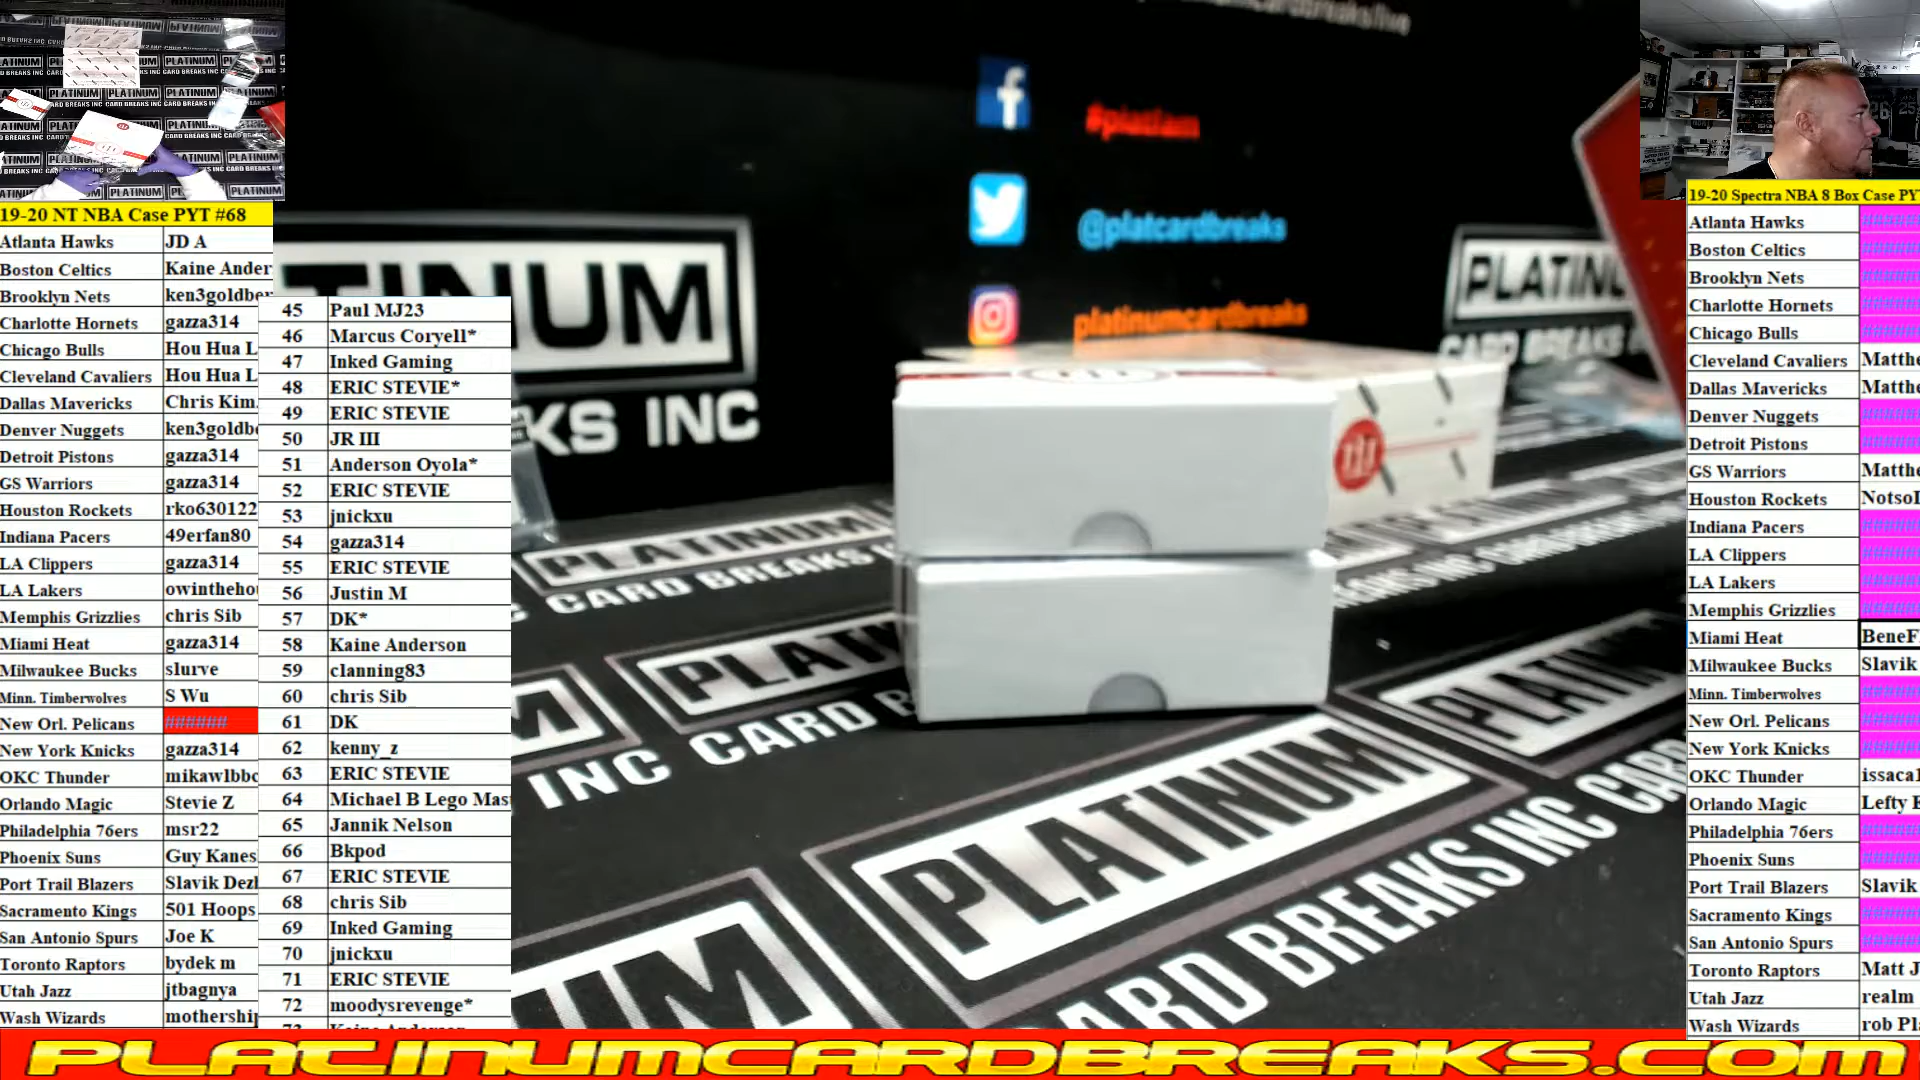 #platfam
@platcardbreaks
platinumcardbreaks
PLATINUM
CARD BREAKS INC
19-20 NT NBA Case PYT #68
Atlanta Hawks JD A
Boston Celtics Kaine Ander
Brooklyn Nets ken3goldber
Charlotte Hornets gazza314
Chicago Bulls Hou Hua L
Cleveland Cavaliers Hou Hua L
Dallas Mavericks Chris Kim
Denver Nuggets ken3goldb
Detroit Pistons gazza314
GS Warriors gazza314
Houston Rockets rko630122
Indiana Pacers 49erfan80
LA Clippers gazza314
LA Lakers owintheho
Memphis Grizzlies chris Sib
Miami Heat gazza314
Milwaukee Bucks slurve
Minn. Timberwolves S Wu
New Orl. Pelicans ######
New York Knicks gazza314
OKC Thunder mikawlbbc
Orlando Magic Stevie Z
Philadelphia 76ers msr22
Phoenix Suns Guy Kanes
Port Trail Blazers Slavik Dezh
Sacramento Kings 501 Hoops
San Antonio Spurs Joe K
Toronto Raptors bydek m
Utah Jazz jtbagnya
Wash Wizards mothership
45 Paul MJ23
46 Marcus Coryell*
47 Inked Gaming
48 ERIC STEVIE*
49 ERIC STEVIE
50 JR III
51 Anderson Oyola*
52 ERIC STEVIE
53 jnickxu
54 gazza314
55 ERIC STEVIE
56 Justin M
57 DK*
58 Kaine Anderson
59 clanning83
60 chris Sib
61 DK
62 kenny_z
63 ERIC STEVIE
64 Michael B Lego Mas
65 Jannik Nelson
66 Bkpod
67 ERIC STEVIE
68 chris Sib
69 Inked Gaming
70 jnickxu
71 ERIC STEVIE
72 moodysrevenge*
73 Kaine Anderson
19-20 Spectra NBA 8 Box Case PY
Atlanta Hawks ######
Boston Celtics ######
Brooklyn Nets ######
Charlotte Hornets ######
Chicago Bulls ######
Cleveland Cavaliers Matthe
Dallas Mavericks Matthe
Denver Nuggets ######
Detroit Pistons ######
GS Warriors Matthe
Houston Rockets Notso
Indiana Pacers ######
LA Clippers ######
LA Lakers ######
Memphis Grizzlies ######
Miami Heat BeneF
Milwaukee Bucks Slavik
Minn. Timberwolves ######
New Orl. Pelicans ######
New York Knicks ######
OKC Thunder issaca1
Orlando Magic Lefty
Philadelphia 76ers ######
Phoenix Suns ######
Port Trail Blazers Slavik
Sacramento Kings ######
San Antonio Spurs ######
Toronto Raptors Matt J
Utah Jazz realm
Wash Wizards rob Pl
PLATINUM
CARD BREAKS INC
PLATINUMCARDBREAKS.COM